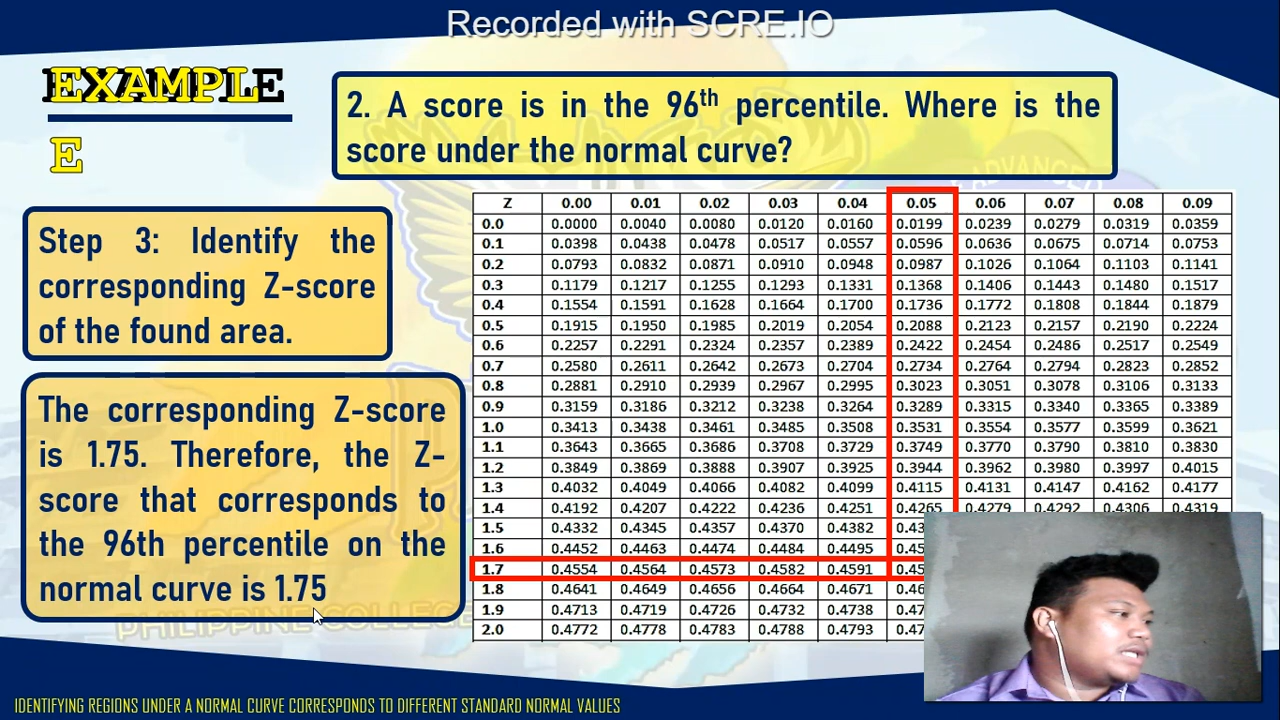 Recorded with SCRE.IO
EXAMPLE
E
2. A score is in the 96th percentile. Where is the
score under the normal curve?
Step 3: Identify the
corresponding Z-score
of the found area.
The corresponding Z-score
is 1.75. Therefore, the Z-
score that corresponds to
the 96th percentile on the
normal curve is 1.75
Z 0.00 0.01 0.02 0.03 0.04 0.05 0.06 0.07 0.08 0.09
0.0 0.0000 0.0040 0.0080 0.0120 0.0160 0.0199 0.0239 0.0279 0.0319 0.0359
0.1 0.0398 0.0438 0.0478 0.0517 0.0557 0.0596 0.0636 0.0675 0.0714 0.0753
0.2 0.0793 0.0832 0.0871 0.0910 0.0948 0.0987 0.1026 0.1064 0.1103 0.1141
0.3 0.1179 0.1217 0.1255 0.1293 0.1331 0.1368 0.1406 0.1443 0.1480 0.1517
0.4 0.1554 0.1591 0.1628 0.1664 0.1700 0.1736 0.1772 0.1808 0.1844 0.1879
0.5 0.1915 0.1950 0.1985 0.2019 0.2054 0.2088 0.2123 0.2157 0.2190 0.2224
0.6 0.2257 0.2291 0.2324 0.2357 0.2389 0.2422 0.2454 0.2486 0.2517 0.2549
0.7 0.2580 0.2611 0.2642 0.2673 0.2704 0.2734 0.2764 0.2794 0.2823 0.2852
0.8 0.2881 0.2910 0.2939 0.2967 0.2995 0.3023 0.3051 0.3078 0.3106 0.3133
0.9 0.3159 0.3186 0.3212 0.3238 0.3264 0.3289 0.3315 0.3340 0.3365 0.3389
1.0 0.3413 0.3438 0.3461 0.3485 0.3508 0.3531 0.3554 0.3577 0.3599 0.3621
1.1 0.3643 0.3665 0.3686 0.3708 0.3729 0.3749 0.3770 0.3790 0.3810 0.3830
1.2 0.3849 0.3869 0.3888 0.3907 0.3925 0.3944 0.3962 0.3980 0.3997 0.4015
1.3 0.4032 0.4049 0.4066 0.4082 0.4099 0.4115 0.4131 0.4147 0.4162 0.4177
1.4 0.4192 0.4207 0.4222 0.4236 0.4251 0.4265 0.4279 0.4292 0.4306 0.4319
1.5 0.4332 0.4345 0.4357 0.4370 0.4382
1.6 0.4452 0.4463 0.4474 0.4484 0.4495
1.7 0.4554 0.4564 0.4573 0.4582 0.4591
1.8 0.4641 0.4649 0.4656 0.4664 0.4671
1.9 0.4713 0.4719 0.4726 0.4732 0.4738
2.0 0.4772 0.4778 0.4783 0.4788 0.4793
PHILIPPINE COLLEGE
ADVANCED
IDENTIFYING REGIONS UNDER A NORMAL CURVE CORRESPONDS TO DIFFERENT STANDARD NORMAL VALUES